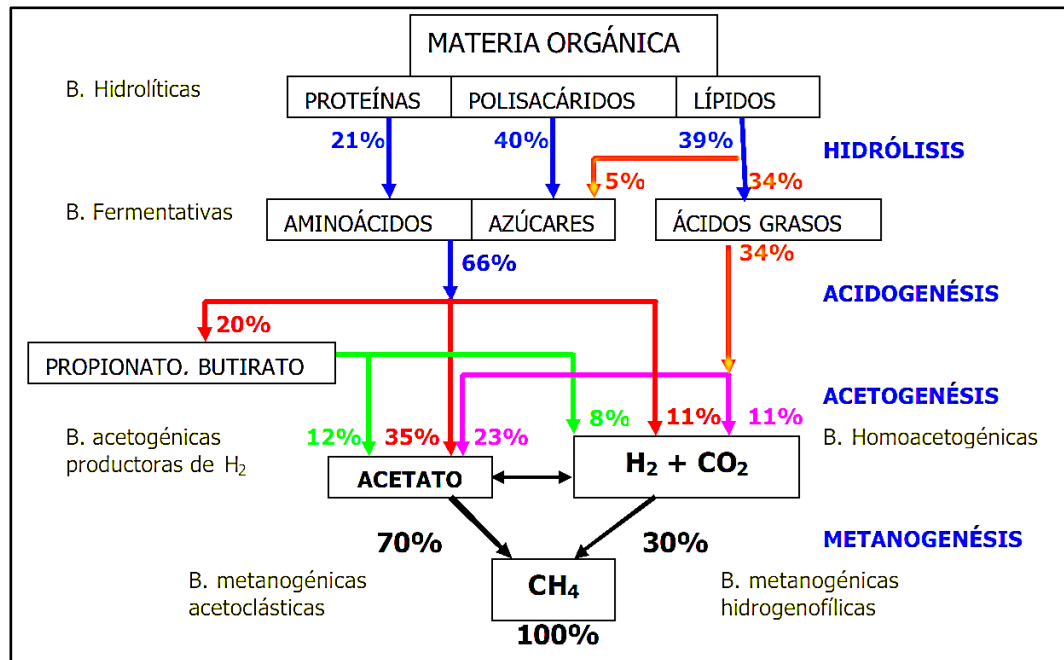 MATERIA ORGÁNICA
B. Hidrolíticas
PROTEÍNAS
POLISACÁRIDOS
LÍPIDOS
21%
40%
39%
HIDRÓLISIS
5%
34%
B. Fermentativas
AMINOÁCIDOS
AZÚCARES
ÁCIDOS GRASOS
66%
34%
ACIDOGENÉSIS
20%
PROPIONATO. BUTIRATO
ACETOGENÉSIS
12%
35%
23%
8%
11%
11%
B. acetogénicas
productoras de H₂
B. Homoacetogénicas
ACETATO
H₂ + CO₂
70%
30%
METANOGENÉSIS
B. metanogénicas
acetoclásticas
CH₄
B. metanogénicas
hidrogenofílicas
100%